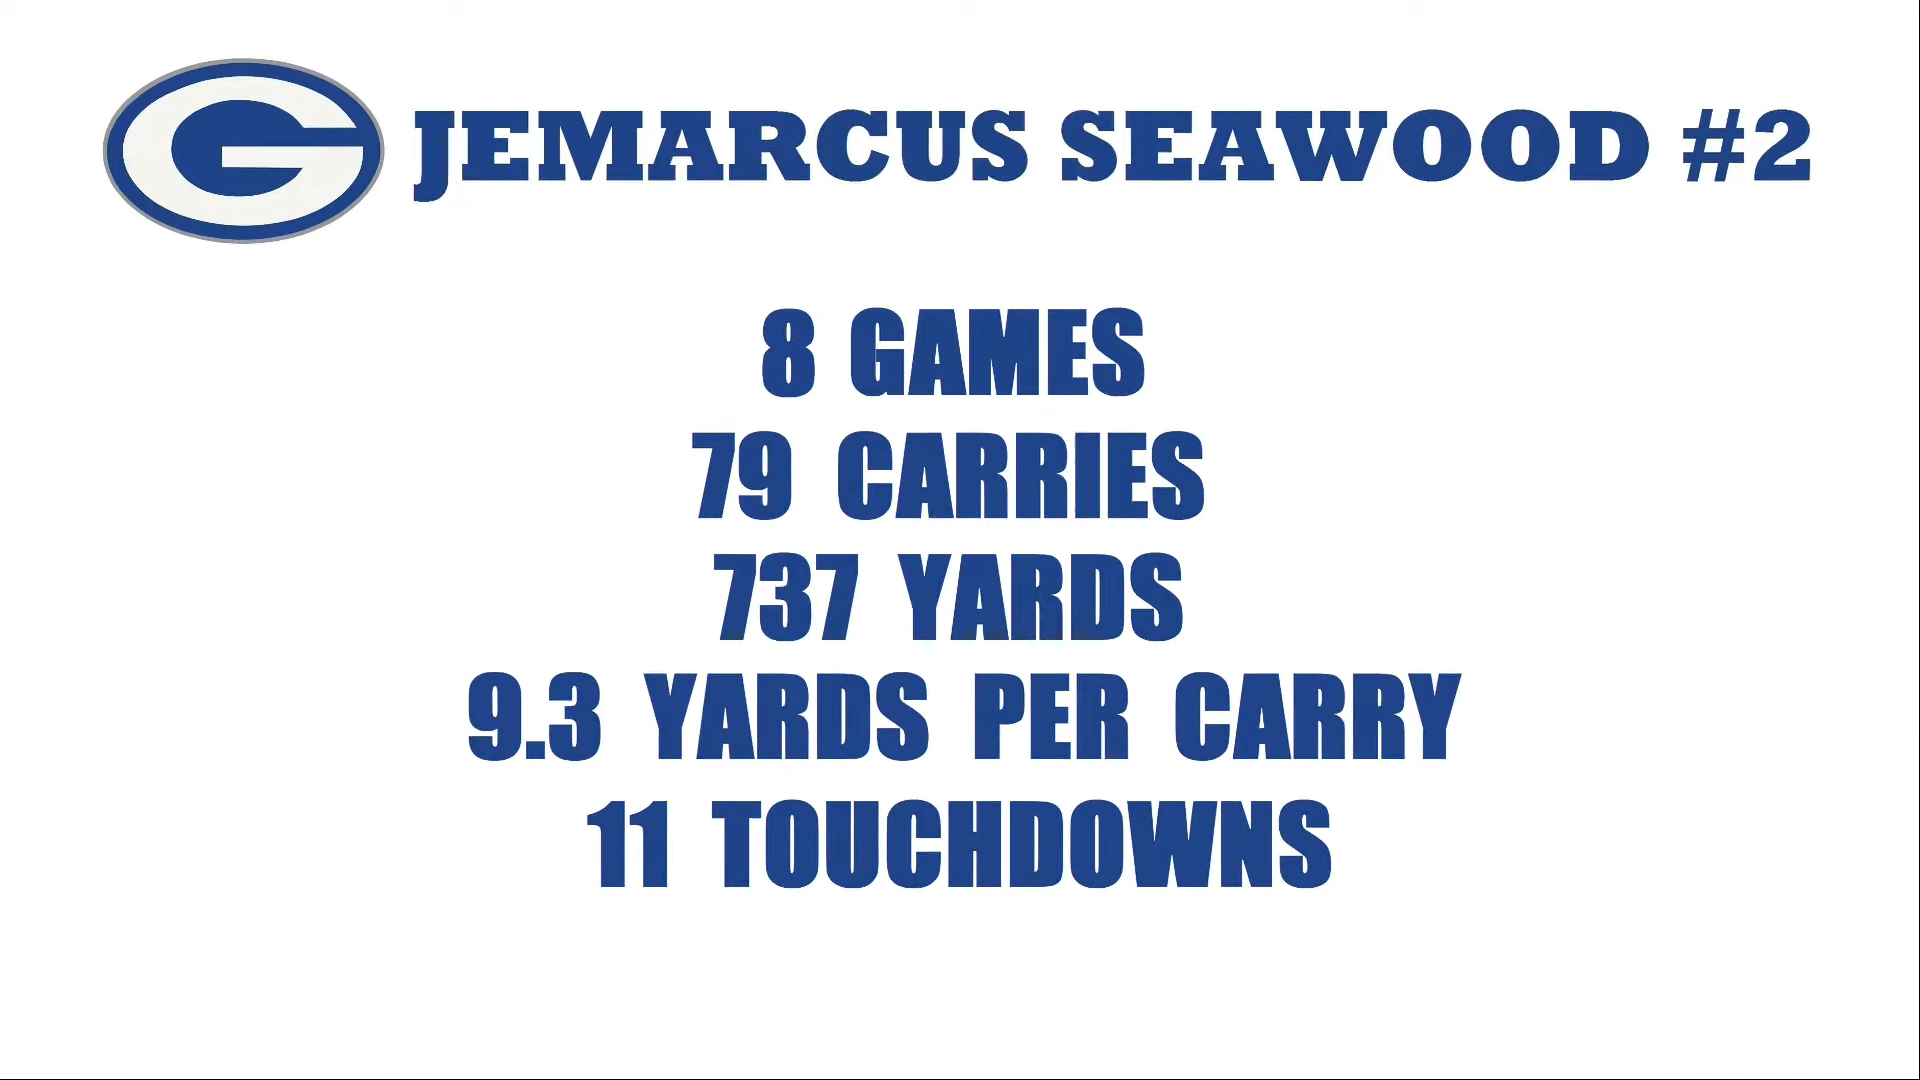 G JEMARCUS SEAWOOD #2
8 GAMES
79 CARRIES
737 YARDS
9.3 YARDS PER CARRY
11 TOUCHDOWNS